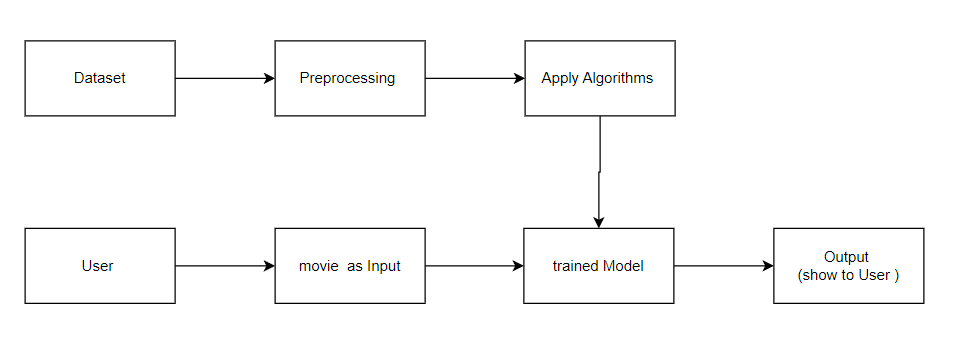 Dataset
Preprocessing
Apply Algorithms
User
movie as Input
trained Model
Output
(show to User )